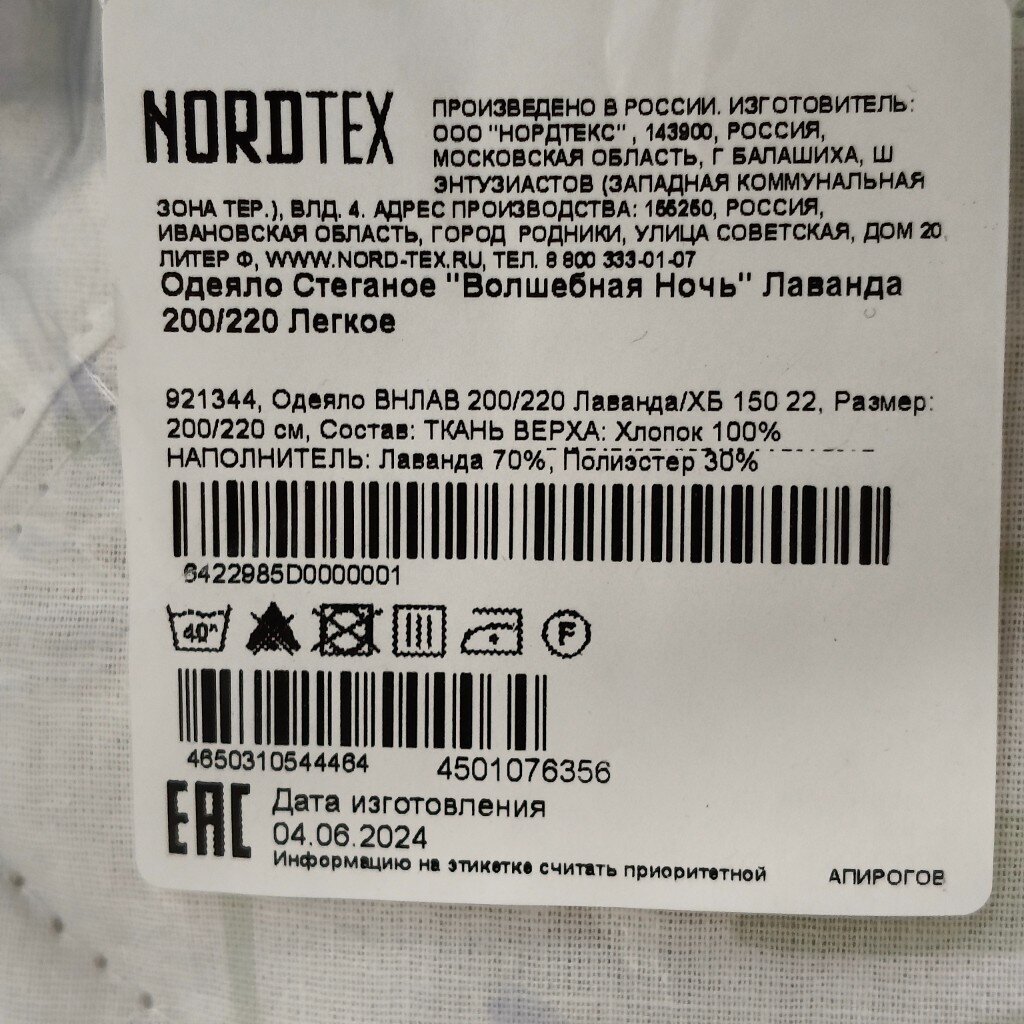 NORDTEX
ПРОИЗВЕДЕНО В РОССИИ. ИЗГОТОВИТЕЛЬ:
ООО "НОРДТЕКС" , 143900, РОССИЯ,
МОСКОВСКАЯ ОБЛАСТЬ, Г БАЛАШИХА, Ш
ЭНТУЗИАСТОВ (ЗАПАДНАЯ КОММУНАЛЬНАЯ
ЗОНА ТЕР.), ВЛД. 4. АДРЕС ПРОИЗВОДСТВА: 155250, РОССИЯ,
ИВАНОВСКАЯ ОБЛАСТЬ, ГОРОД РОДНИКИ, УЛИЦА СОВЕТСКАЯ, ДОМ 20,
ЛИТЕР Ф, WWW.NORD-TEX.RU, ТЕЛ. 8 800 333-01-07
Одеяло Стеганое "Волшебная Ночь" Лаванда
200/220 Легкое
921344, Одеяло ВНЛАВ 200/220 Лаванда/ХБ 150 22, Размер:
200/220 см, Состав: ТКАНЬ ВЕРХА: Хлопок 100%
НАПОЛНИТЕЛЬ: Лаванда 70%, Полиэстер 30%
6422985D0000001
40°
F
4650310544464
4501076356
EAC
Дата изготовления
04.06.2024
Информацию на этикетке считать приоритетной
АПИРОГОВ